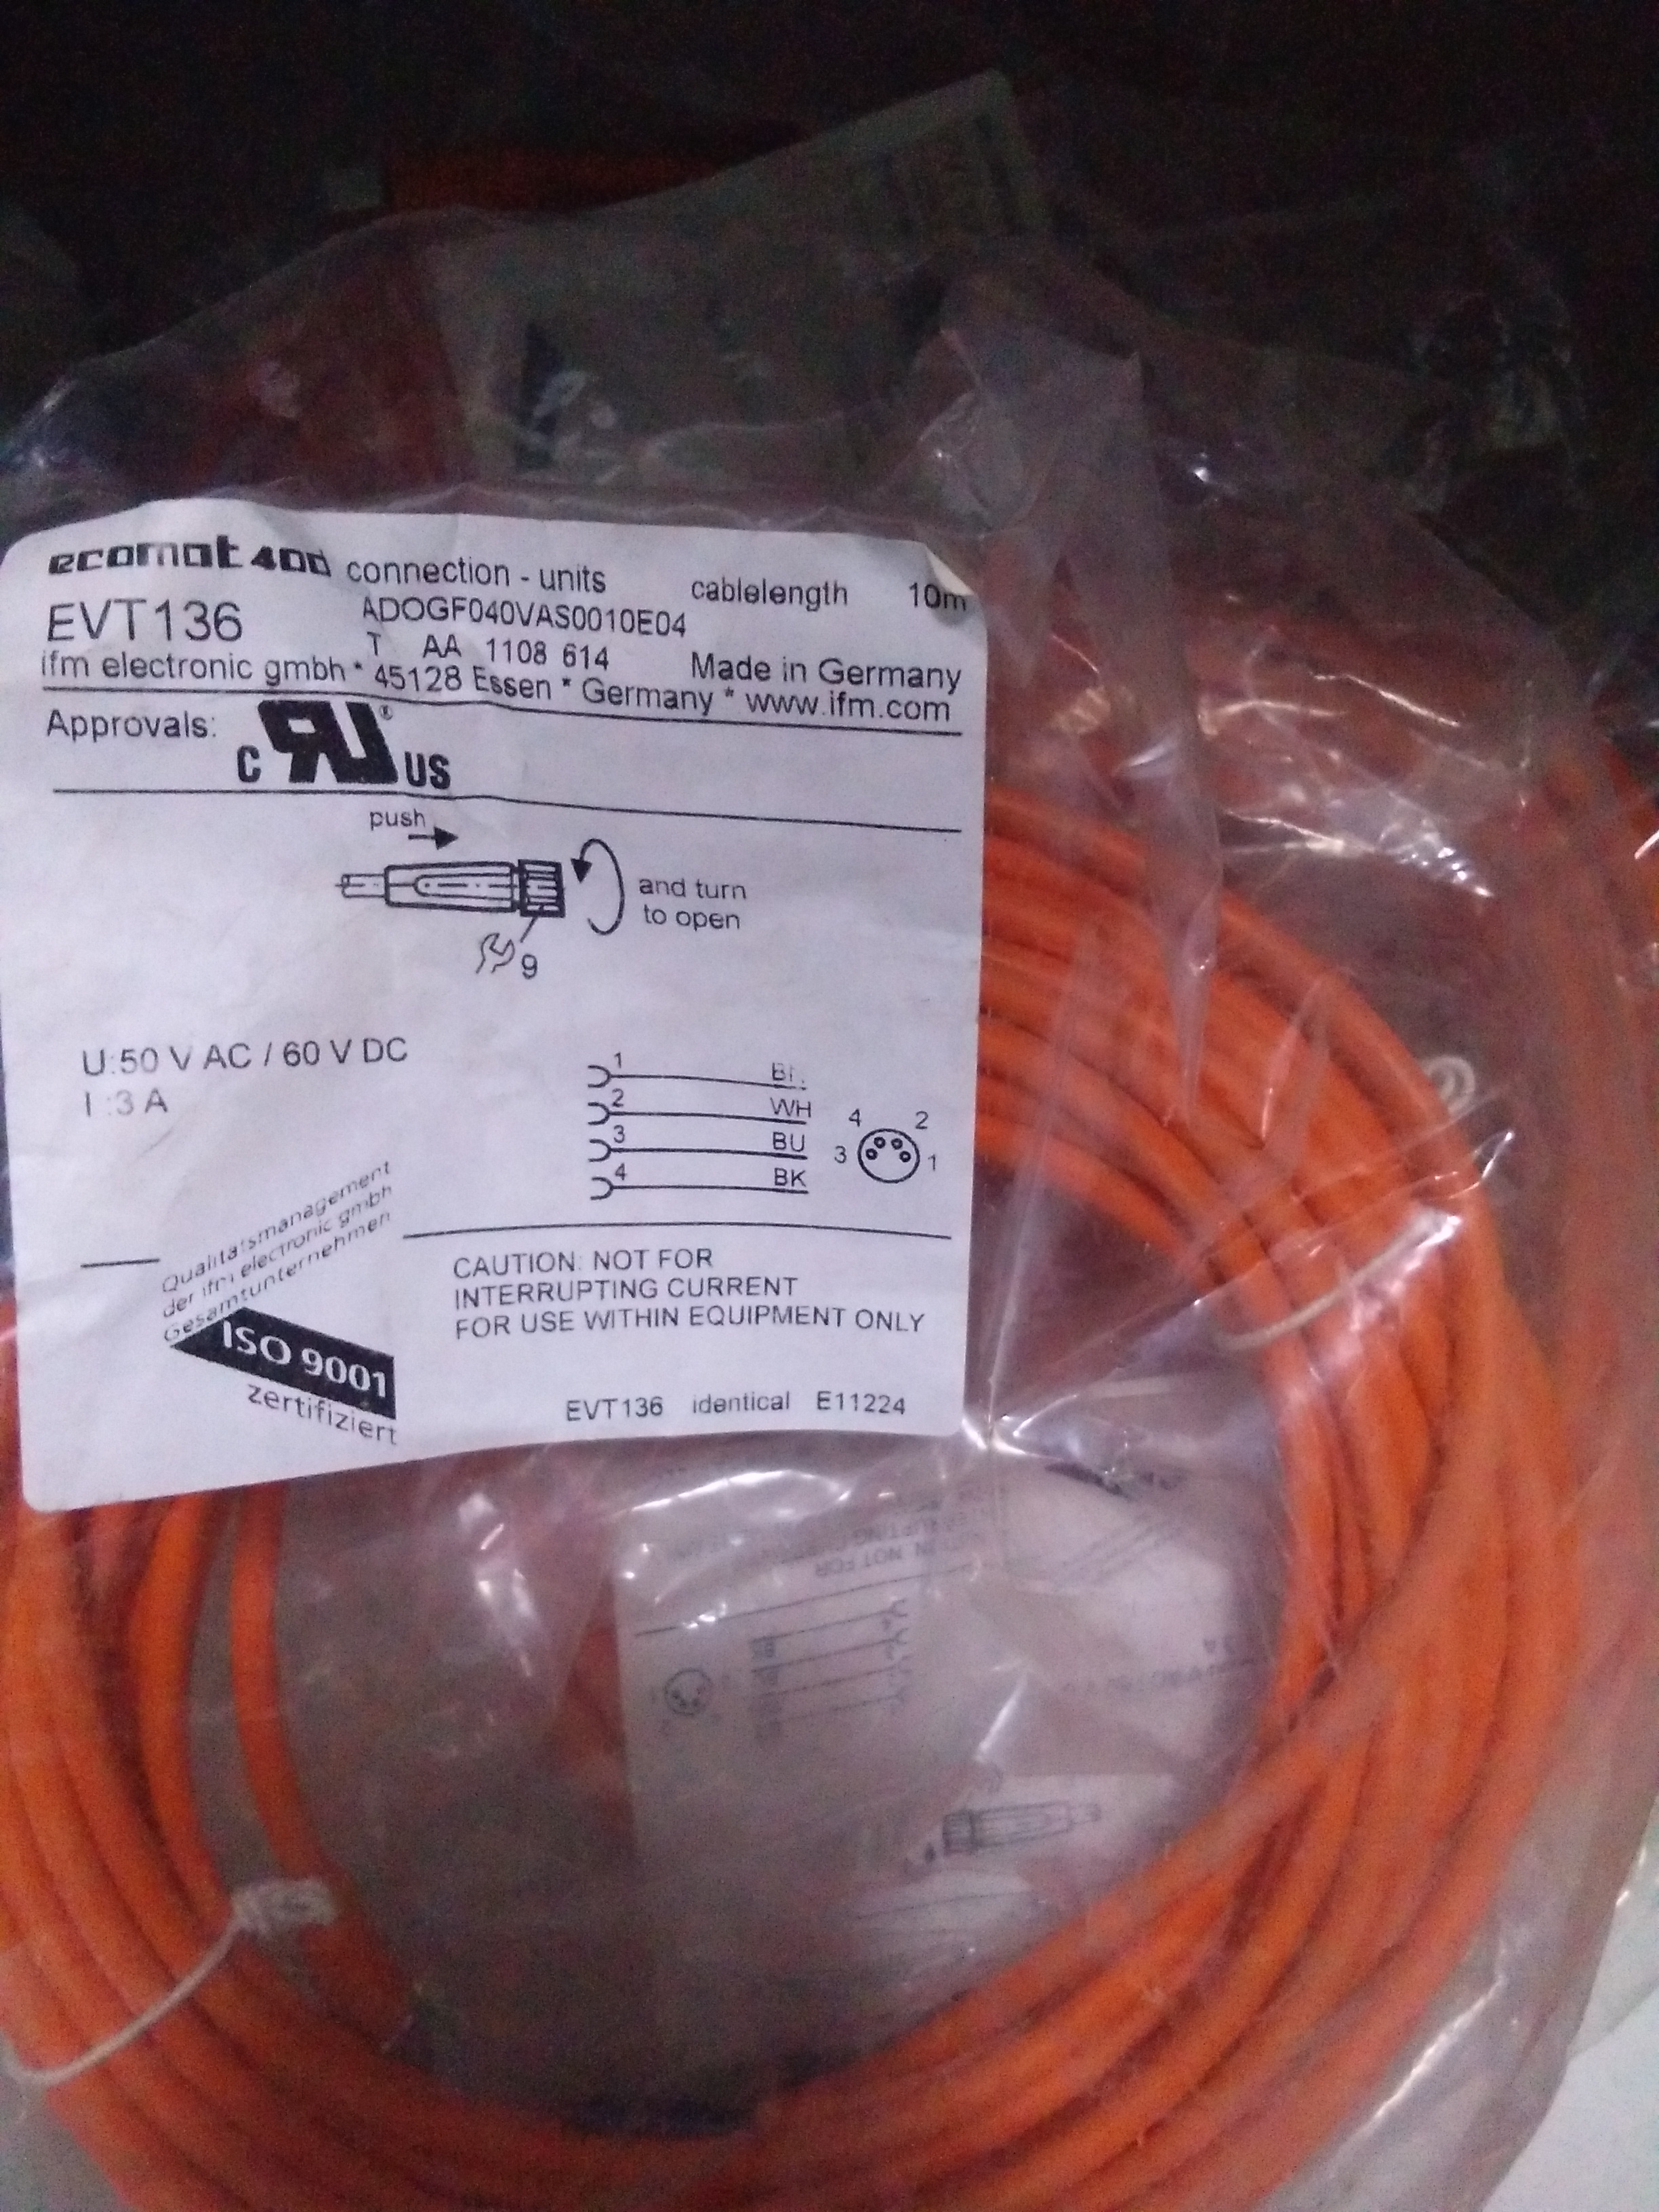 ecomat 400 connection - units cablelength 10m
EVT136 ADOGF040VAS0010E04
T AA 1108 614 Made in Germany
ifm electronic gmbh * 45128 Essen * Germany * www.ifm.com
Approvals: c RU ® US
push
and turn
to open
9
U:50 V AC / 60 V DC
I :3 A
1
2 WH
3 BU
4 BK
4 2
3 1
Qualitätsmanagement
der ifm electronic gmbh
Gesamtunternehmen
ISO 9001
zertifiziert
CAUTION: NOT FOR
INTERRUPTING CURRENT
FOR USE WITHIN EQUIPMENT ONLY
EVT136 identical E11224